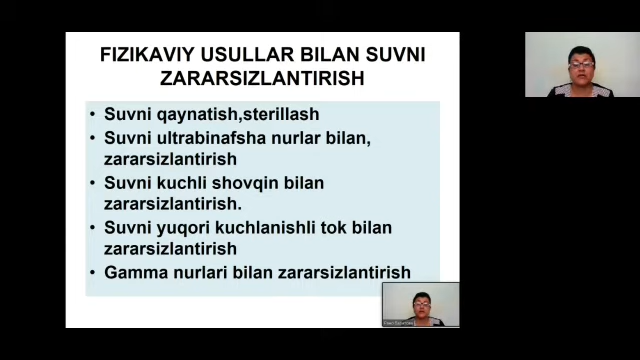 FIZIKAVIY USULLAR BILAN SUVNI
ZARARSIZLANTIRISH
• Suvni qaynatish,sterillash
• Suvni ultrabinafsha nurlar bilan,
zararsizlantirish
• Suvni kuchli shovqin bilan
zararsizlantirish.
• Suvni yuqori kuchlanishli tok bilan
zararsizlantirish
• Gamma nurlari bilan zararsizlantirish